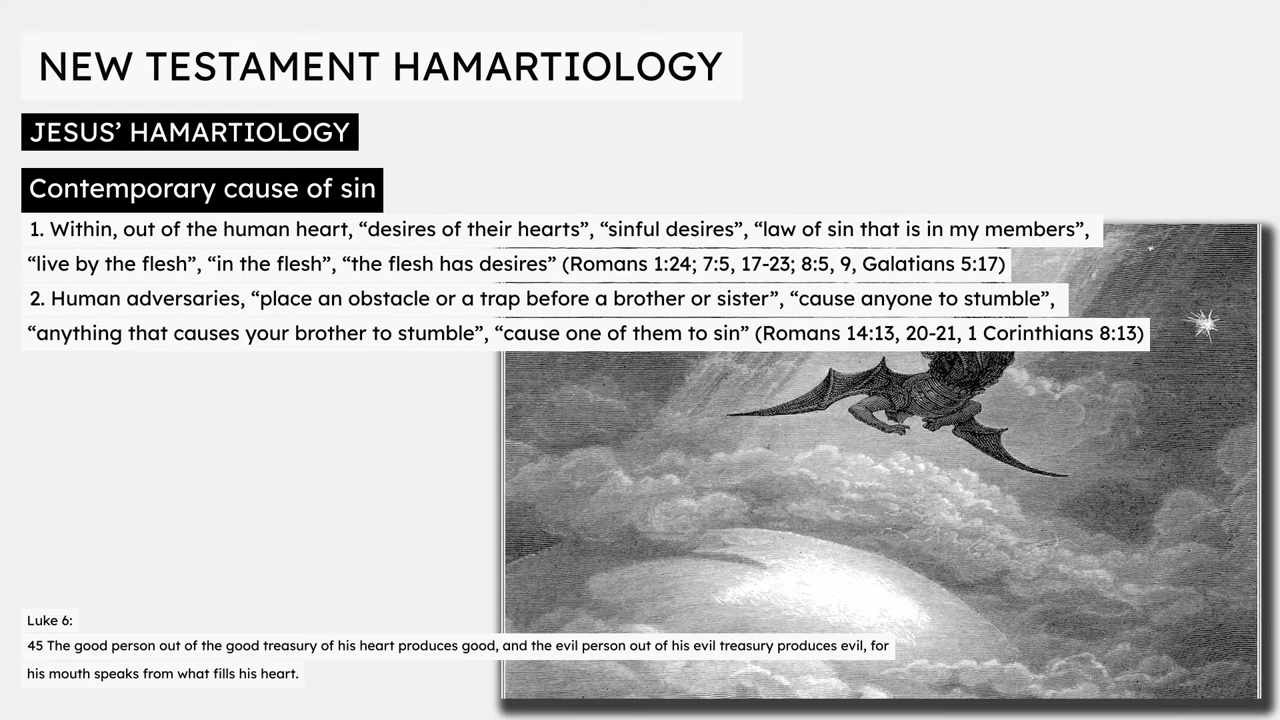 NEW TESTAMENT HAMARTIOLOGY
JESUS’ HAMARTIOLOGY
Contemporary cause of sin
1. Within, out of the human heart, “desires of their hearts”, “sinful desires”, “law of sin that is in my members”,
“live by the flesh”, “in the flesh”, “the flesh has desires” (Romans 1:24; 7:5, 17-23; 8:5, 9, Galatians 5:17)
2. Human adversaries, “place an obstacle or a trap before a brother or sister”, “cause anyone to stumble”,
“anything that causes your brother to stumble”, “cause one of them to sin” (Romans 14:13, 20-21, 1 Corinthians 8:13)
Luke 6:
45 The good person out of the good treasury of his heart produces good, and the evil person out of his evil treasury produces evil, for
his mouth speaks from what fills his heart.